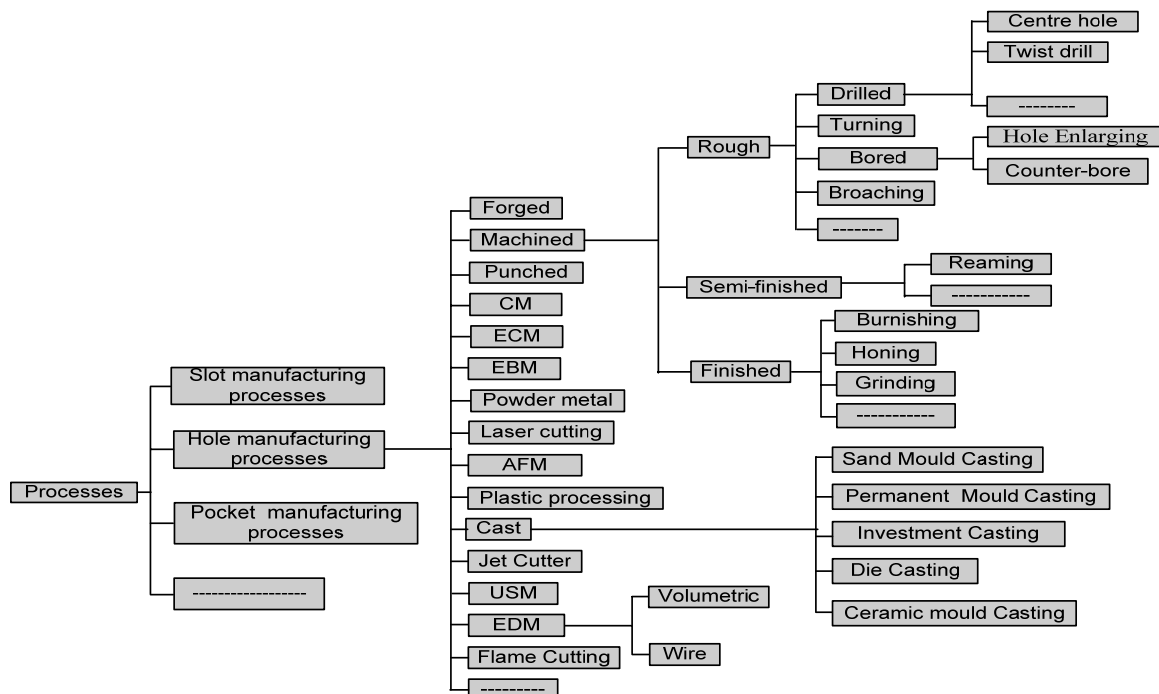 Processes
Slot manufacturing
processes
Hole manufacturing
processes
Pocket manufacturing
processes
------------------
Forged
Machined
Punched
CM
ECM
EBM
Powder metal
Laser cutting
AFM
Plastic processing
Cast
Jet Cutter
USM
EDM
Flame Cutting
---------
Rough
Semi-finished
Finished
Drilled
Turning
Bored
Broaching
-------
Centre hole
Twist drill
--------
Hole Enlarging
Counter-bore
Reaming
-----------
Burnishing
Honing
Grinding
-----------
Sand Mould Casting
Permanent Mould Casting
Investment Casting
Die Casting
Ceramic mould Casting
Volumetric
Wire